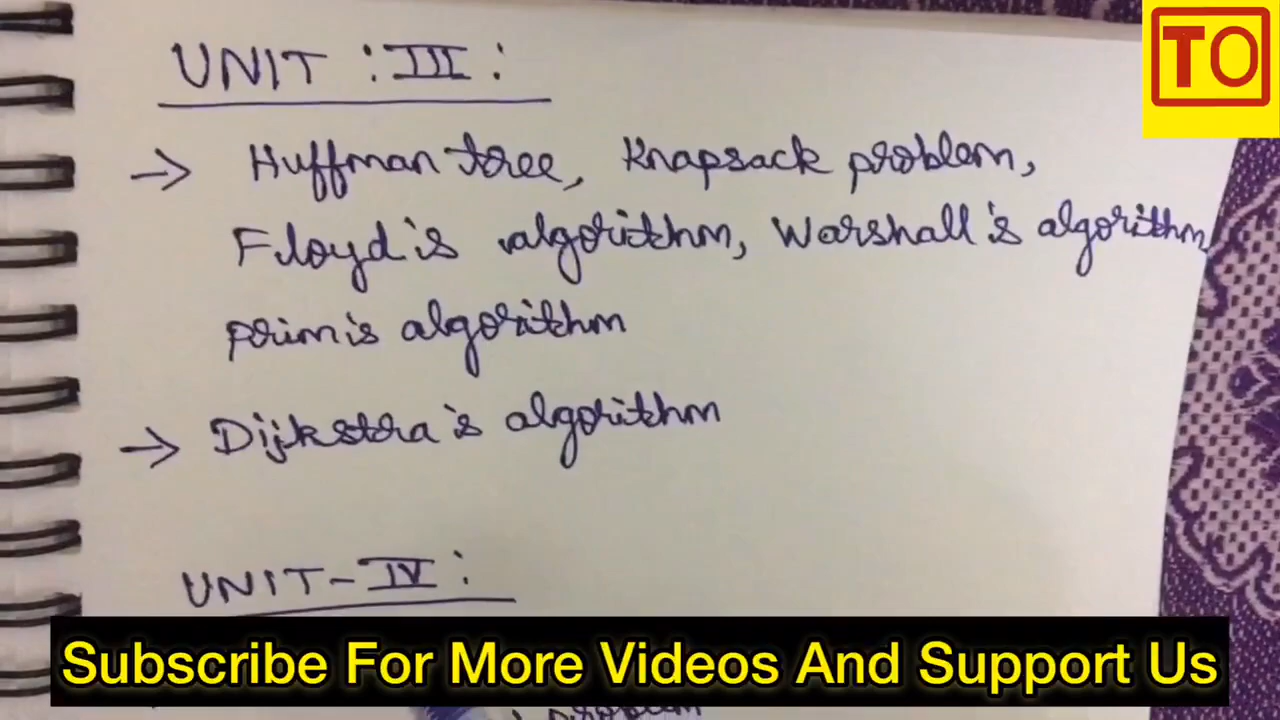 TO
UNIT :III:
→ Huffman tree, Knapsack problem,
Floyd's algorithm, Warshall's algorithm
prim's algorithm
→ Dijkstra's algorithm
UNIT-IV:
Subscribe For More Videos And Support Us
problem